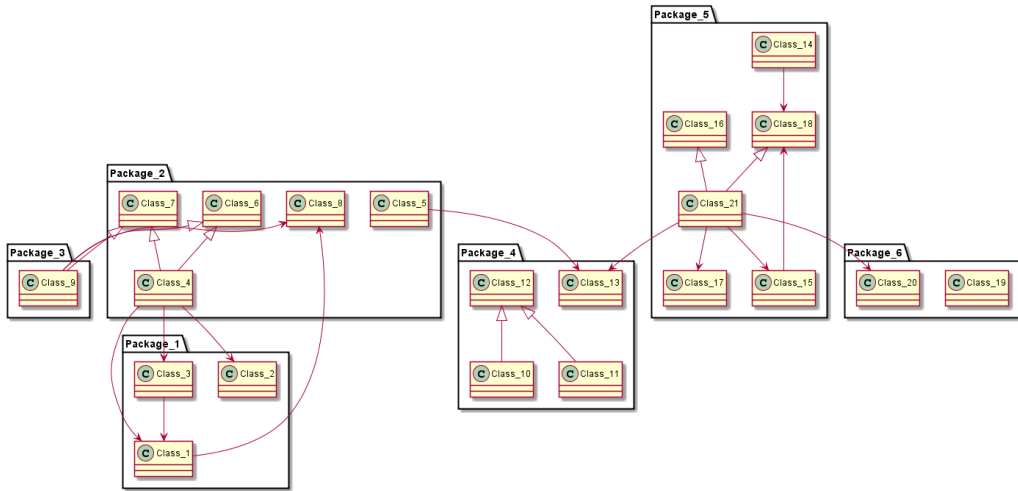 Package_5
C Class_14
C Class_16
C Class_18
Package_2
C Class_7
C Class_6
C Class_8
C Class_5
C Class_21
Package_3
C Class_9
C Class_4
Package_4
C Class_12
C Class_13
C Class_17
C Class_15
Package_6
C Class_20
C Class_19
Package_1
C Class_3
C Class_2
C Class_10
C Class_11
C Class_1